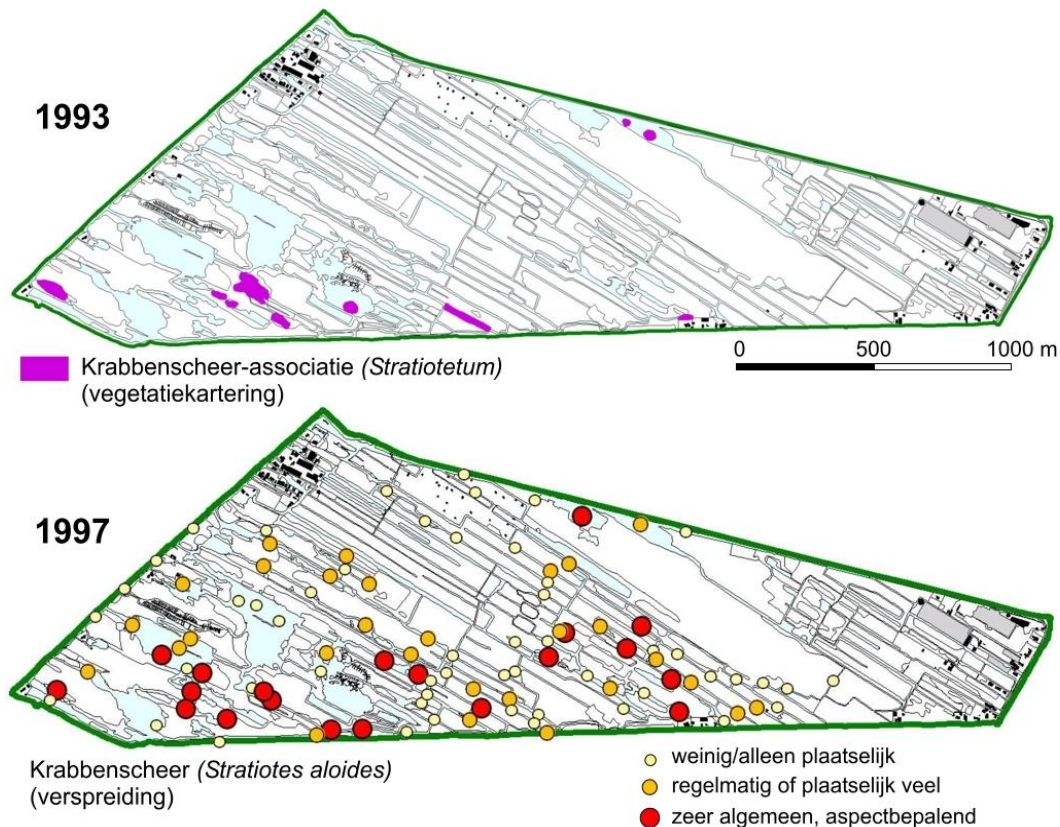 1993
0 500 1000 m
Krabbenscheer-associatie (Stratiotetum)
(vegetatiekartering)
1997
Krabbenscheer (Stratiotes aloides)
(verspreiding)
weinig/alleen plaatselijk
regelmatig of plaatselijk veel
zeer algemeen, aspectbepalend